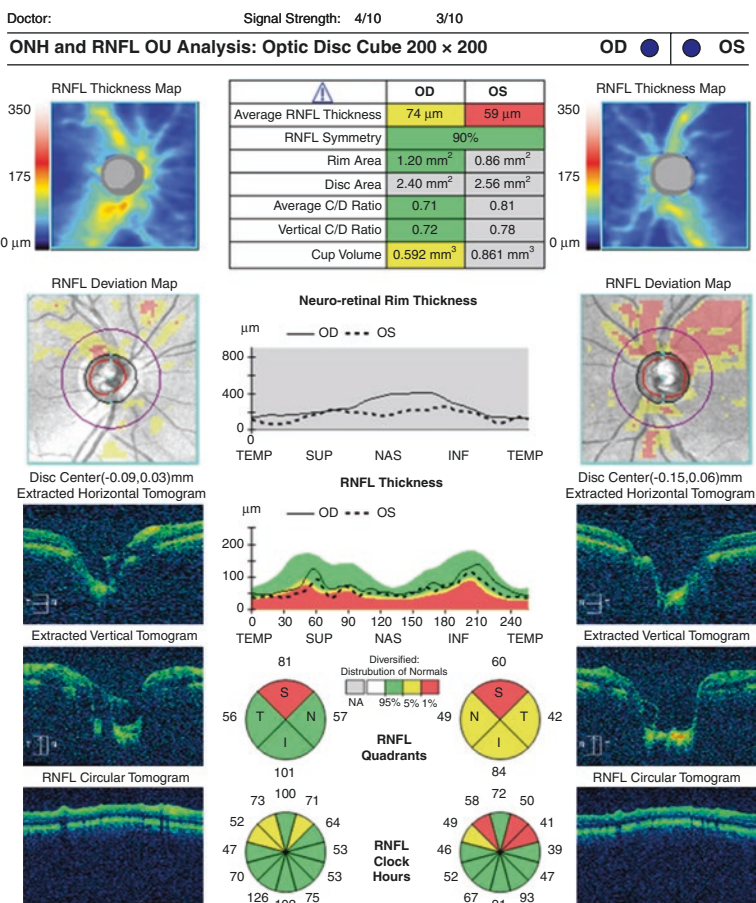 Doctor: Signal Strength: 4/10 3/10
ONH and RNFL OU Analysis: Optic Disc Cube 200 × 200 OD OS
RNFL Thickness Map
350
175
0 µm
OD OS
Average RNFL Thickness 74 µm 59 µm
RNFL Symmetry 90%
Rim Area 1.20 mm² 0.86 mm²
Disc Area 2.40 mm² 2.56 mm²
Average C/D Ratio 0.71 0.81
Vertical C/D Ratio 0.72 0.78
Cup Volume 0.592 mm³ 0.861 mm³
RNFL Thickness Map
350
175
0 µm
RNFL Deviation Map
Disc Center(-0.09,0.03)mm
Extracted Horizontal Tomogram
Extracted Vertical Tomogram
RNFL Circular Tomogram
Neuro-retinal Rim Thickness
µm OD OS
800
400
0
0
TEMP SUP NAS INF TEMP
RNFL Thickness
µm OD OS
200
100
0
0 30 60 90 120 150 180 210 240
TEMP SUP NAS INF TEMP
Diversified:
Distrubution of Normals
NA 95% 5% 1%
81
S
56 T N 57
I
101
RNFL
Quadrants
60
S
49 N T 42
I
84
100
73 71
52 64
47 53
70 53
126 75
RNFL
Clock
Hours
72
58 50
49 41
46 39
52 47
67 93
RNFL Deviation Map
Disc Center(-0.15,0.06)mm
Extracted Horizontal Tomogram
Extracted Vertical Tomogram
RNFL Circular Tomogram